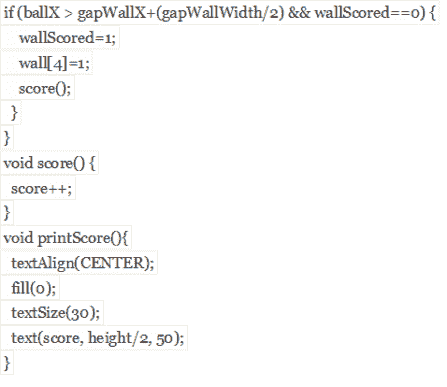 if (ballX > gapWallX+(gapWallWidth/2) && wallScored==0) {
wallScored=1;
wall[4]=1;
score();
}
}
void score() {
score++;
}
void printScore(){
textAlign(CENTER);
fill(0);
textSize(30);
text(score, height/2, 50);
}